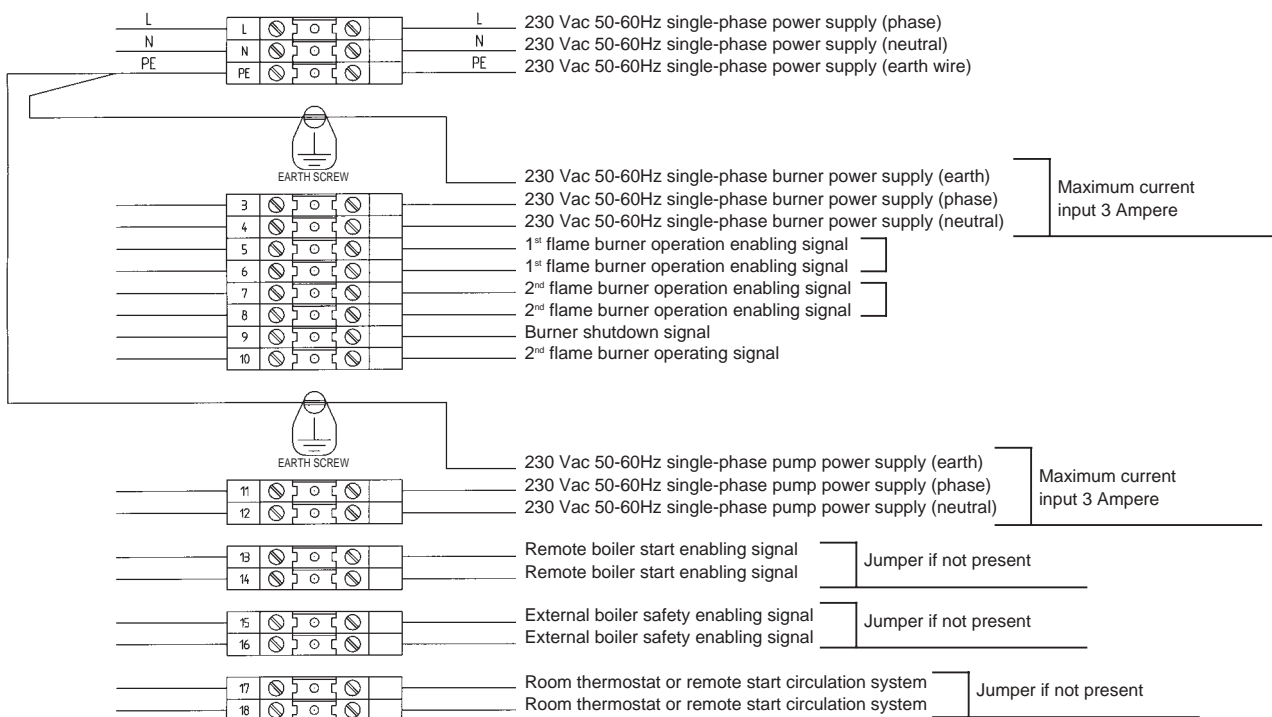 L L 230 Vac 50-60Hz single-phase power supply (phase)
L
N N 230 Vac 50-60Hz single-phase power supply (neutral)
N
PE PE 230 Vac 50-60Hz single-phase power supply (earth wire)
PE
EARTH SCREW
230 Vac 50-60Hz single-phase burner power supply (earth)
3 230 Vac 50-60Hz single-phase burner power supply (phase)
4 230 Vac 50-60Hz single-phase burner power supply (neutral)
Maximum current
input 3 Ampere
5 1st flame burner operation enabling signal
6 1st flame burner operation enabling signal
7 2nd flame burner operation enabling signal
8 2nd flame burner operation enabling signal
9 Burner shutdown signal
10 2nd flame burner operating signal
EARTH SCREW
230 Vac 50-60Hz single-phase pump power supply (earth)
11 230 Vac 50-60Hz single-phase pump power supply (phase)
12 230 Vac 50-60Hz single-phase pump power supply (neutral)
Maximum current
input 3 Ampere
13 Remote boiler start enabling signal
14 Remote boiler start enabling signal
Jumper if not present
15 External boiler safety enabling signal
16 External boiler safety enabling signal
Jumper if not present
17 Room thermostat or remote start circulation system
18 Room thermostat or remote start circulation system
Jumper if not present